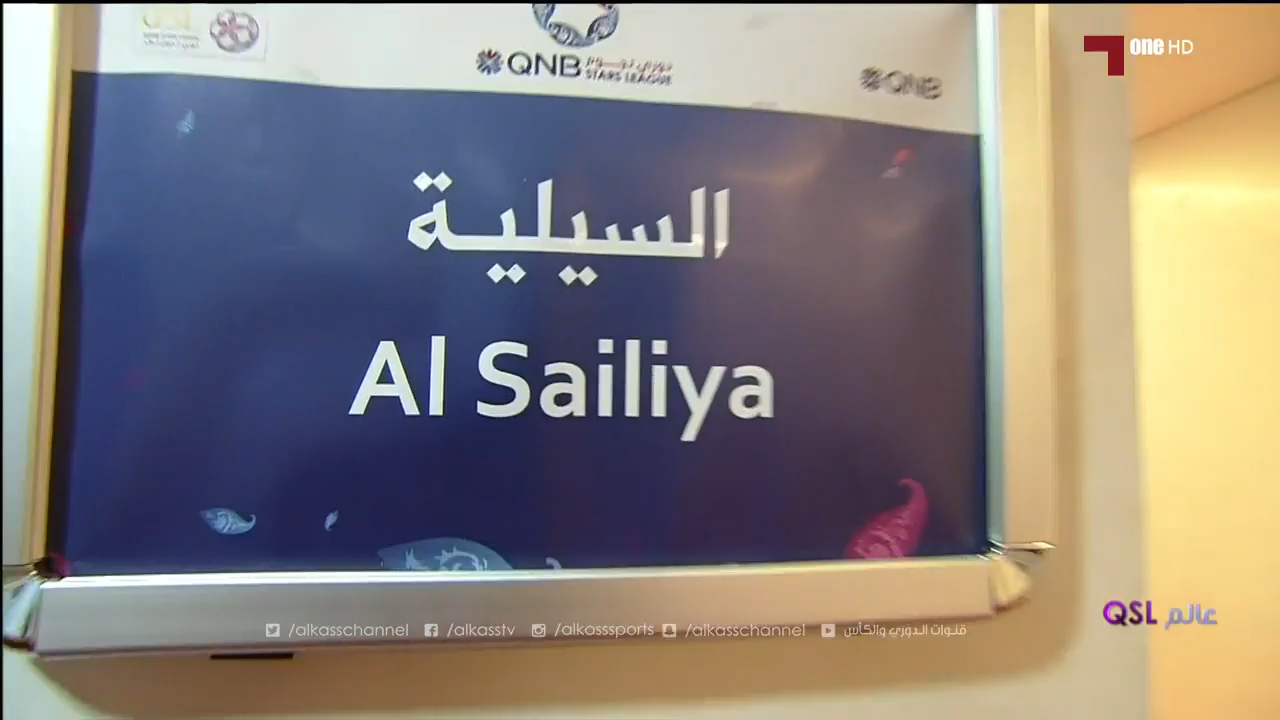 QSL
QNB دوري نجوم
STARS LEAGUE
QNB
one HD
السيلية
Al Sailiya
QSL عالم
/alkasschannel /alkasstv /alkasssports /alkasschannel قنوات الدوري والكأس